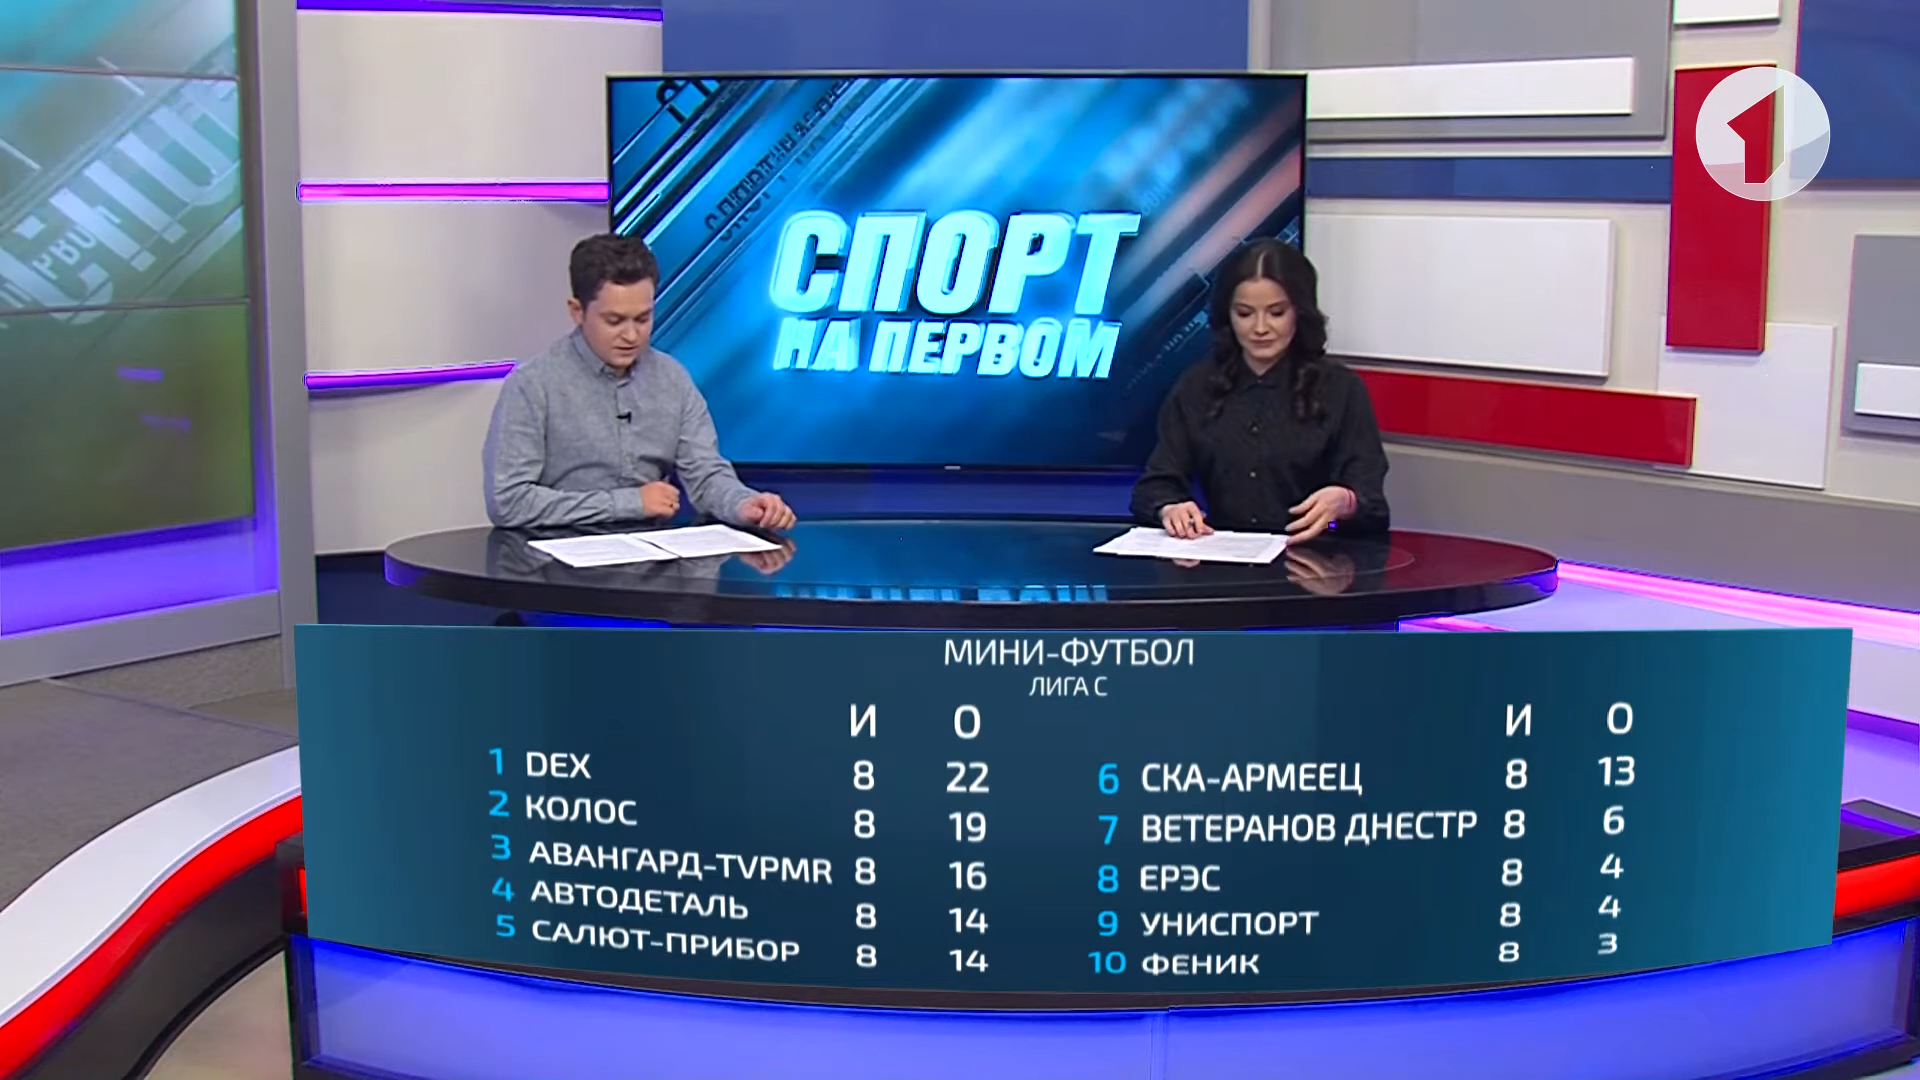 СПОРТ
НА ПЕРВОМ
МИНИ-ФУТБОЛ
ЛИГА С
И О
1 DEX 8 22
2 КОЛОС 8 19
3 АВАНГАРД-TVPMR 8 16
4 АВТОДЕТАЛЬ 8 14
5 САЛЮТ-ПРИБОР 8 14
И О
6 СКА-АРМЕЕЦ 8 13
7 ВЕТЕРАНОВ ДНЕСТР 8 6
8 ЕРЭС 8 4
9 УНИСПОРТ 8 4
10 ФЕНИК 8 3